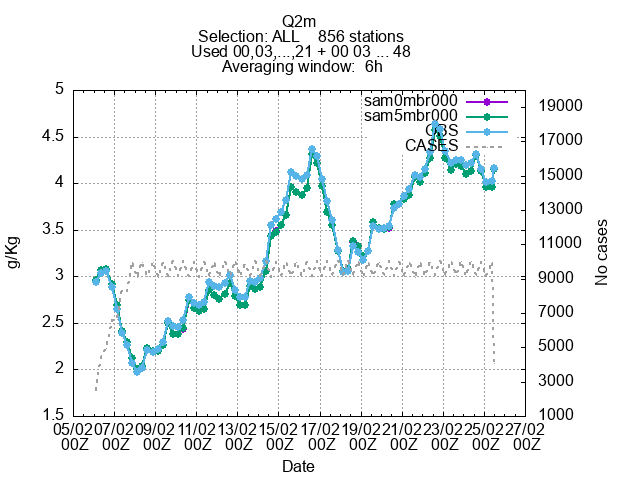 Q2m
Selection: ALL    856 stations
Used 00,03,...,21 + 00 03 ... 48
Averaging window:  6h
sam0mbr000
sam5mbr000
OBS
CASES
5
4.5
4
3.5
3
2.5
2
1.5
g/Kg
19000
17000
15000
13000
11000
9000
7000
5000
3000
1000
No cases
05/02 07/02 09/02 11/02 13/02 15/02 17/02 19/02 21/02 23/02 25/02 27/02
00Z 00Z 00Z 00Z 00Z 00Z 00Z 00Z 00Z 00Z 00Z 00Z
Date